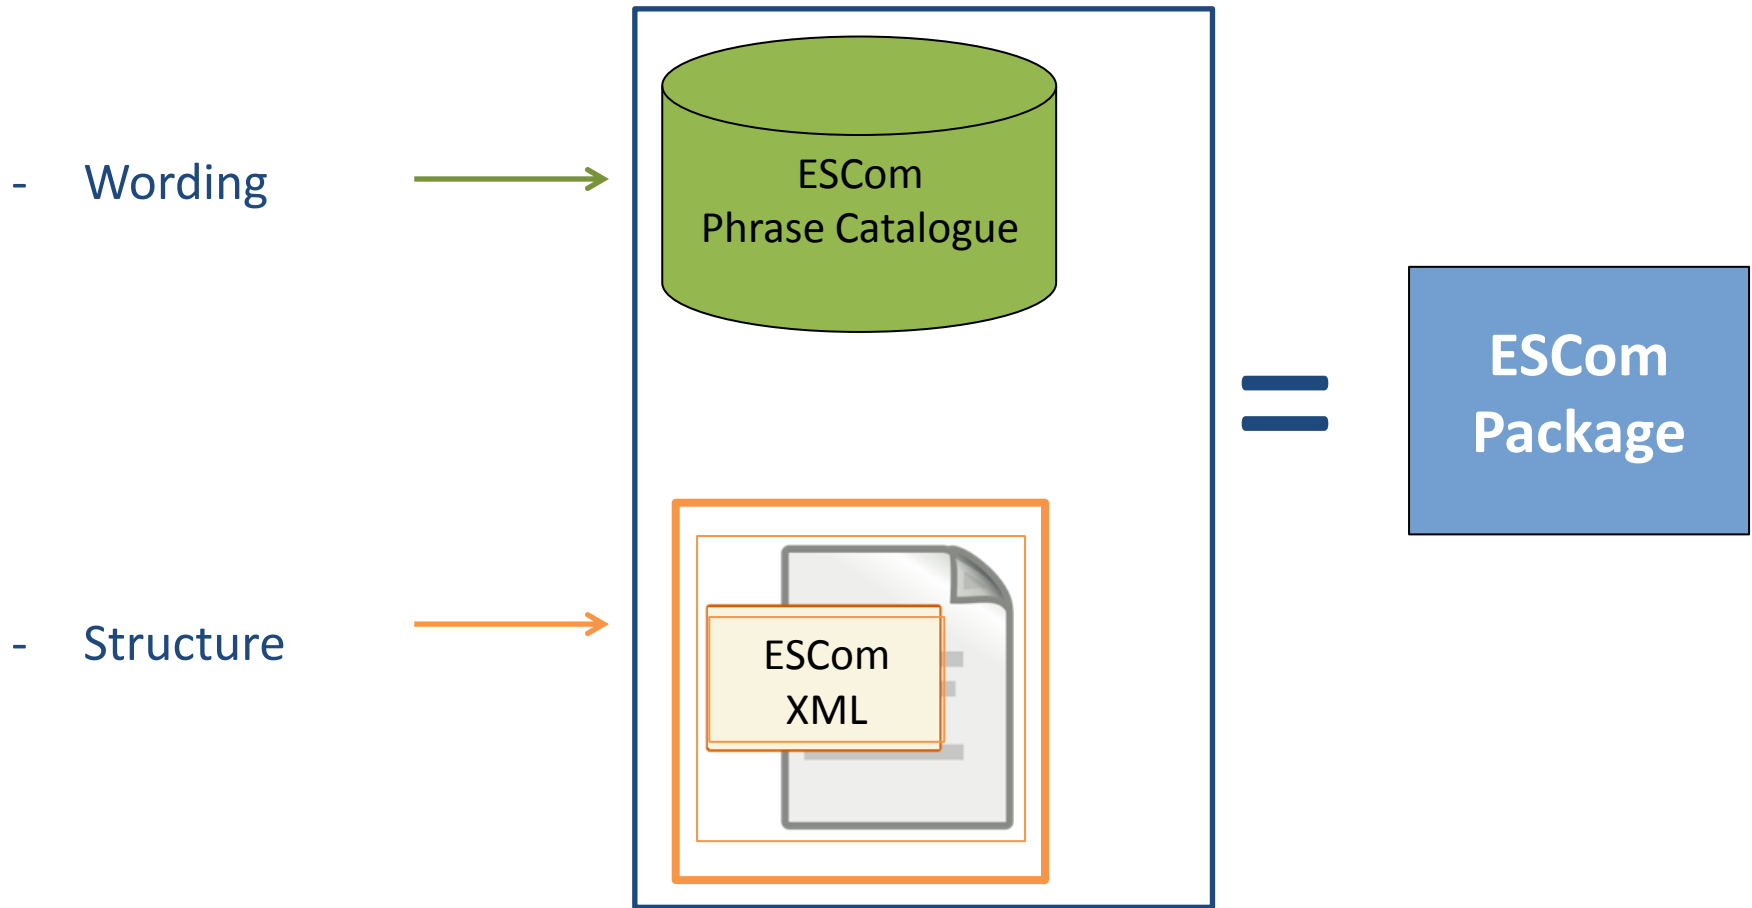 - Wording
ESCom
Phrase Catalogue
=
ESCom
Package
- Structure
ESCom
XML